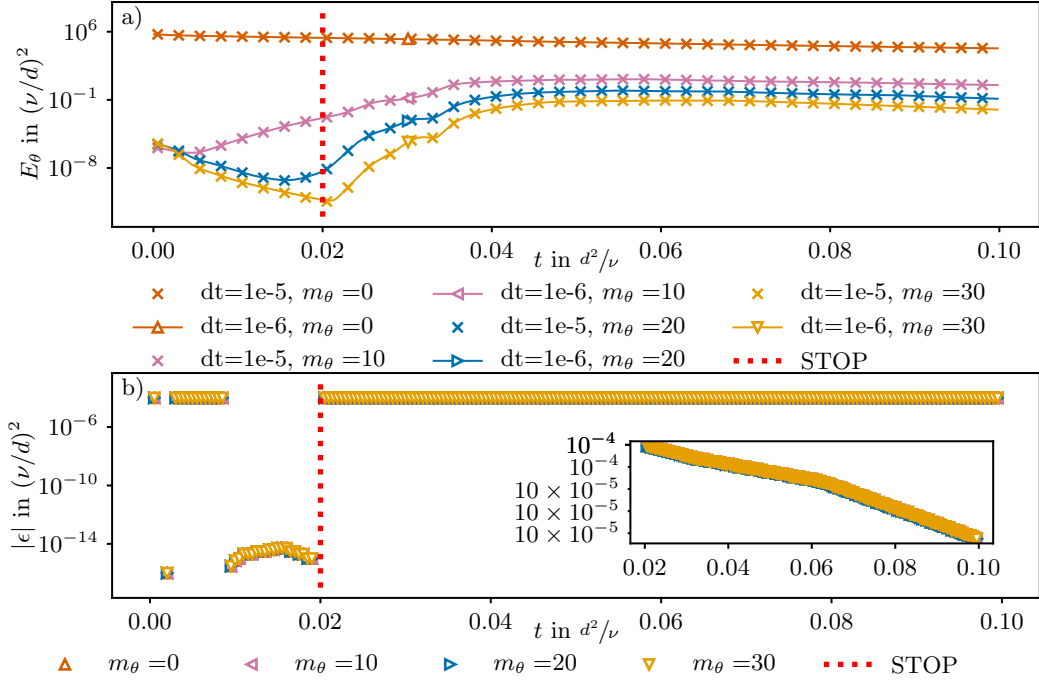 a)
10^6
10^{-1}
10^{-8}
E_θ in (ν/d)^2
0.00 0.02 0.04 0.06 0.08 0.10
t in d^2/ν
dt=1e-5, m_θ =0
dt=1e-6, m_θ =0
dt=1e-5, m_θ =10
dt=1e-6, m_θ =10
dt=1e-5, m_θ =20
dt=1e-6, m_θ =20
dt=1e-5, m_θ =30
dt=1e-6, m_θ =30
STOP
b)
10^{-6}
10^{-10}
10^{-14}
|ϵ| in (ν/d)^2
10^{-4}
10^{-4}
10 × 10^{-5}
10 × 10^{-5}
10 × 10^{-5}
0.02 0.04 0.06 0.08 0.10
0.00 0.02 0.04 0.06 0.08 0.10
t in d^2/ν
m_θ =0 m_θ =10 m_θ =20 m_θ =30 STOP